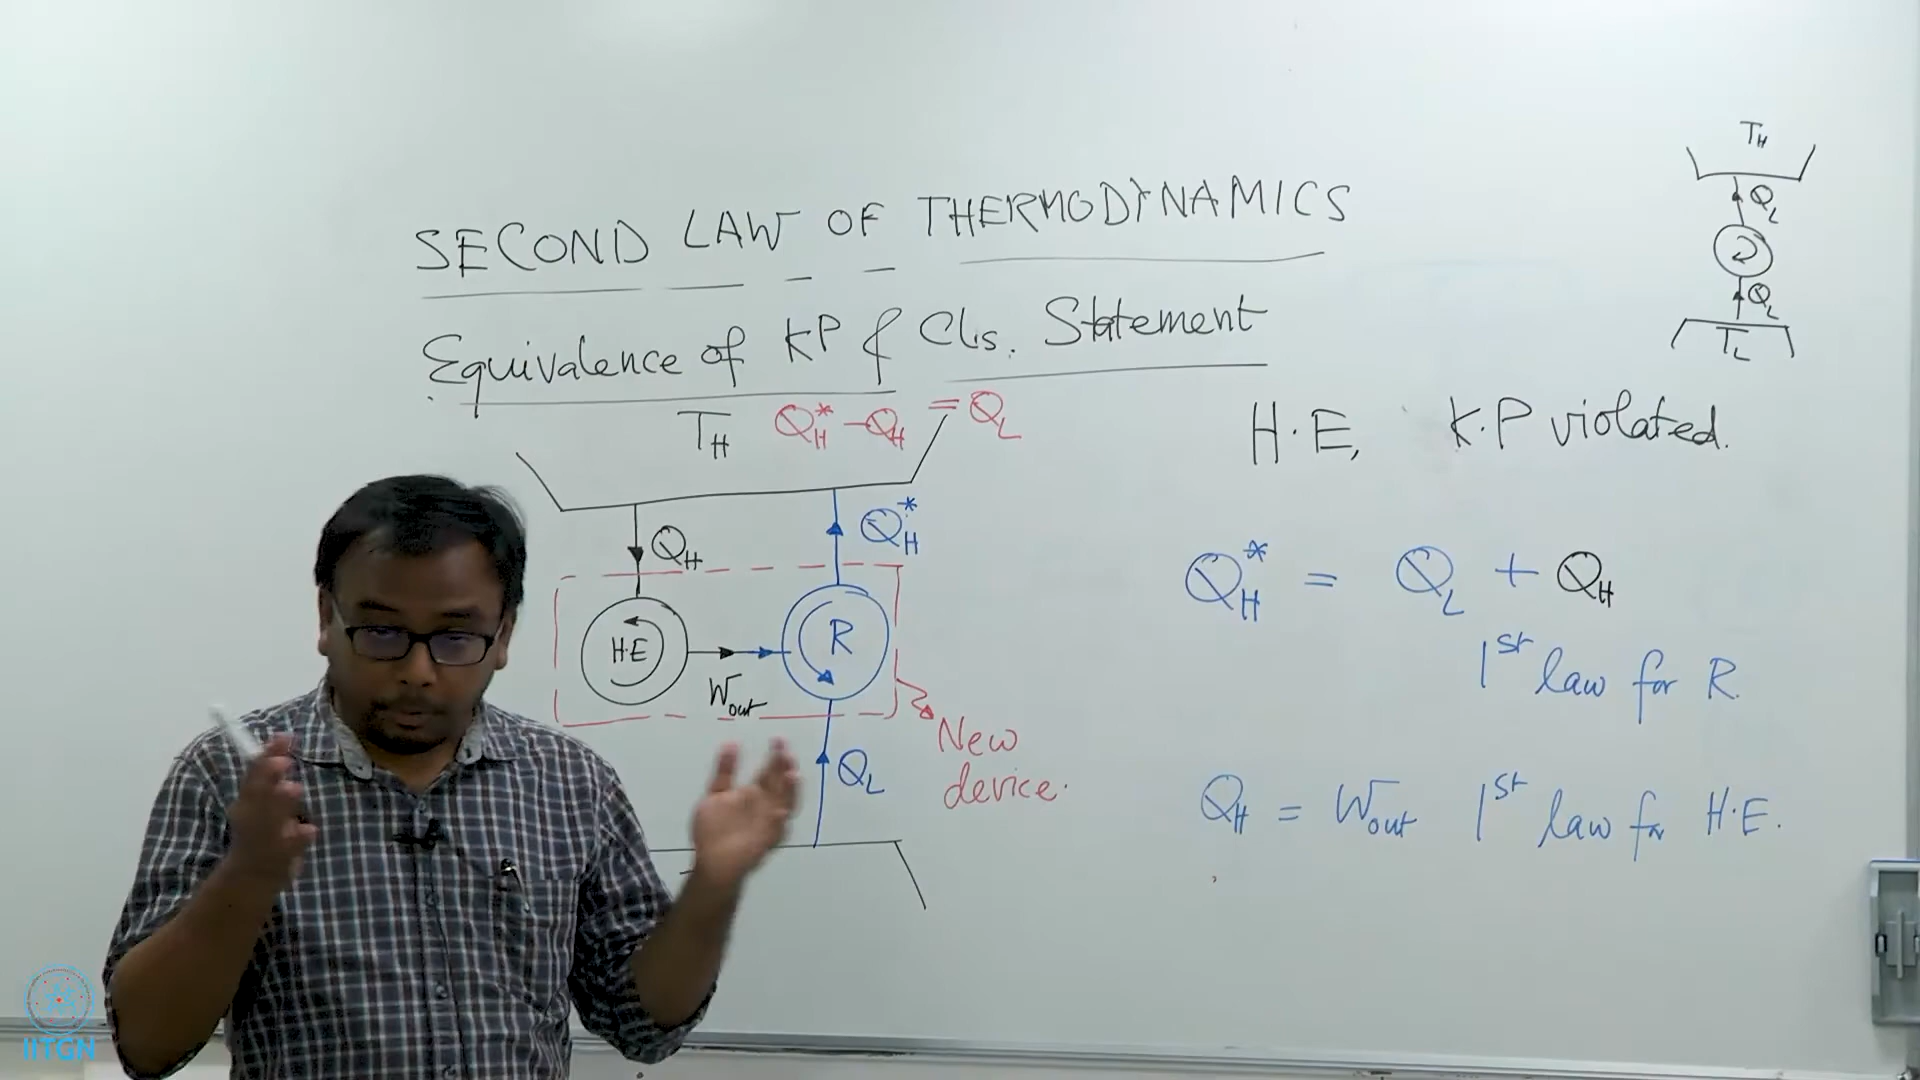 SECOND LAW OF THERMODYNAMICS
Equivalence of KP & Cls. Statement
T_H Q_H^* - Q_H = Q_L
Q_H
Q_H^*
H.E
R
W_out
New
device.
Q_L
T_H
Q_L
Q_L
T_L
H.E, K.P violated.
Q_H^* = Q_L + Q_H
1st law for R.
Q_H = W_out 1st law for H.E.
IITGN